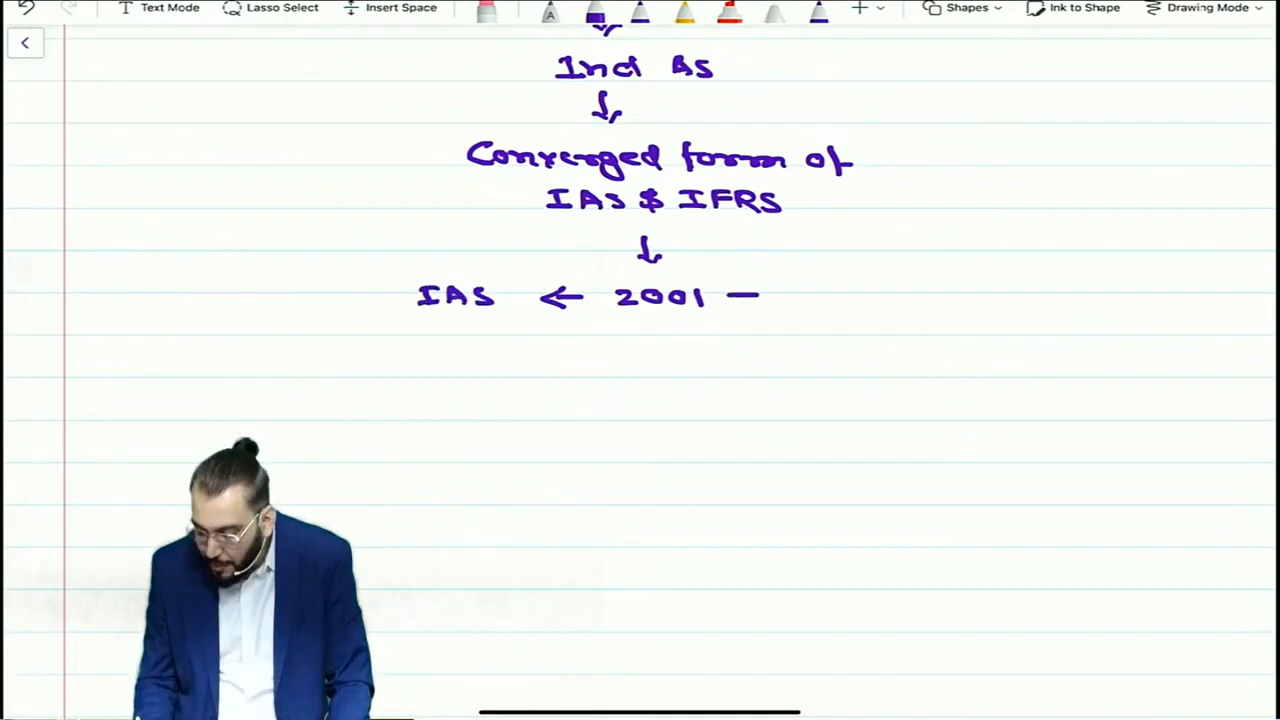 Text Mode Lasso Select Insert Space Shapes Ink to Shape Drawing Mode
Ind AS
Converged form of
IAS & IFRS
IAS ← 2001 —